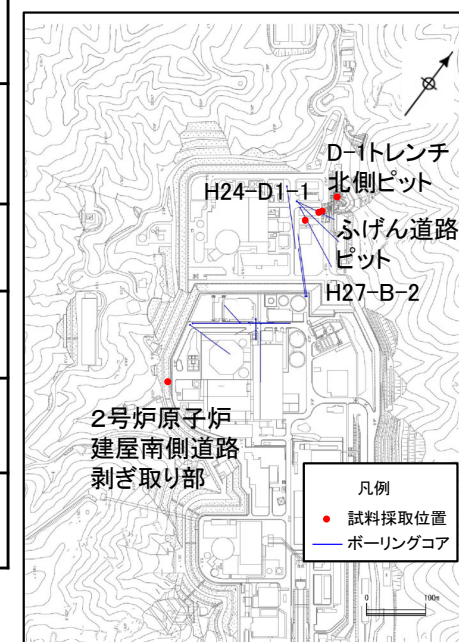 D-1トレンチ
北側ピット
H24-D1-1
ふげん道路
ピット
H27-B-2
2号炉原子炉
建屋南側道路
剥ぎ取り部
凡例
試料採取位置
ボーリングコア
0 100m